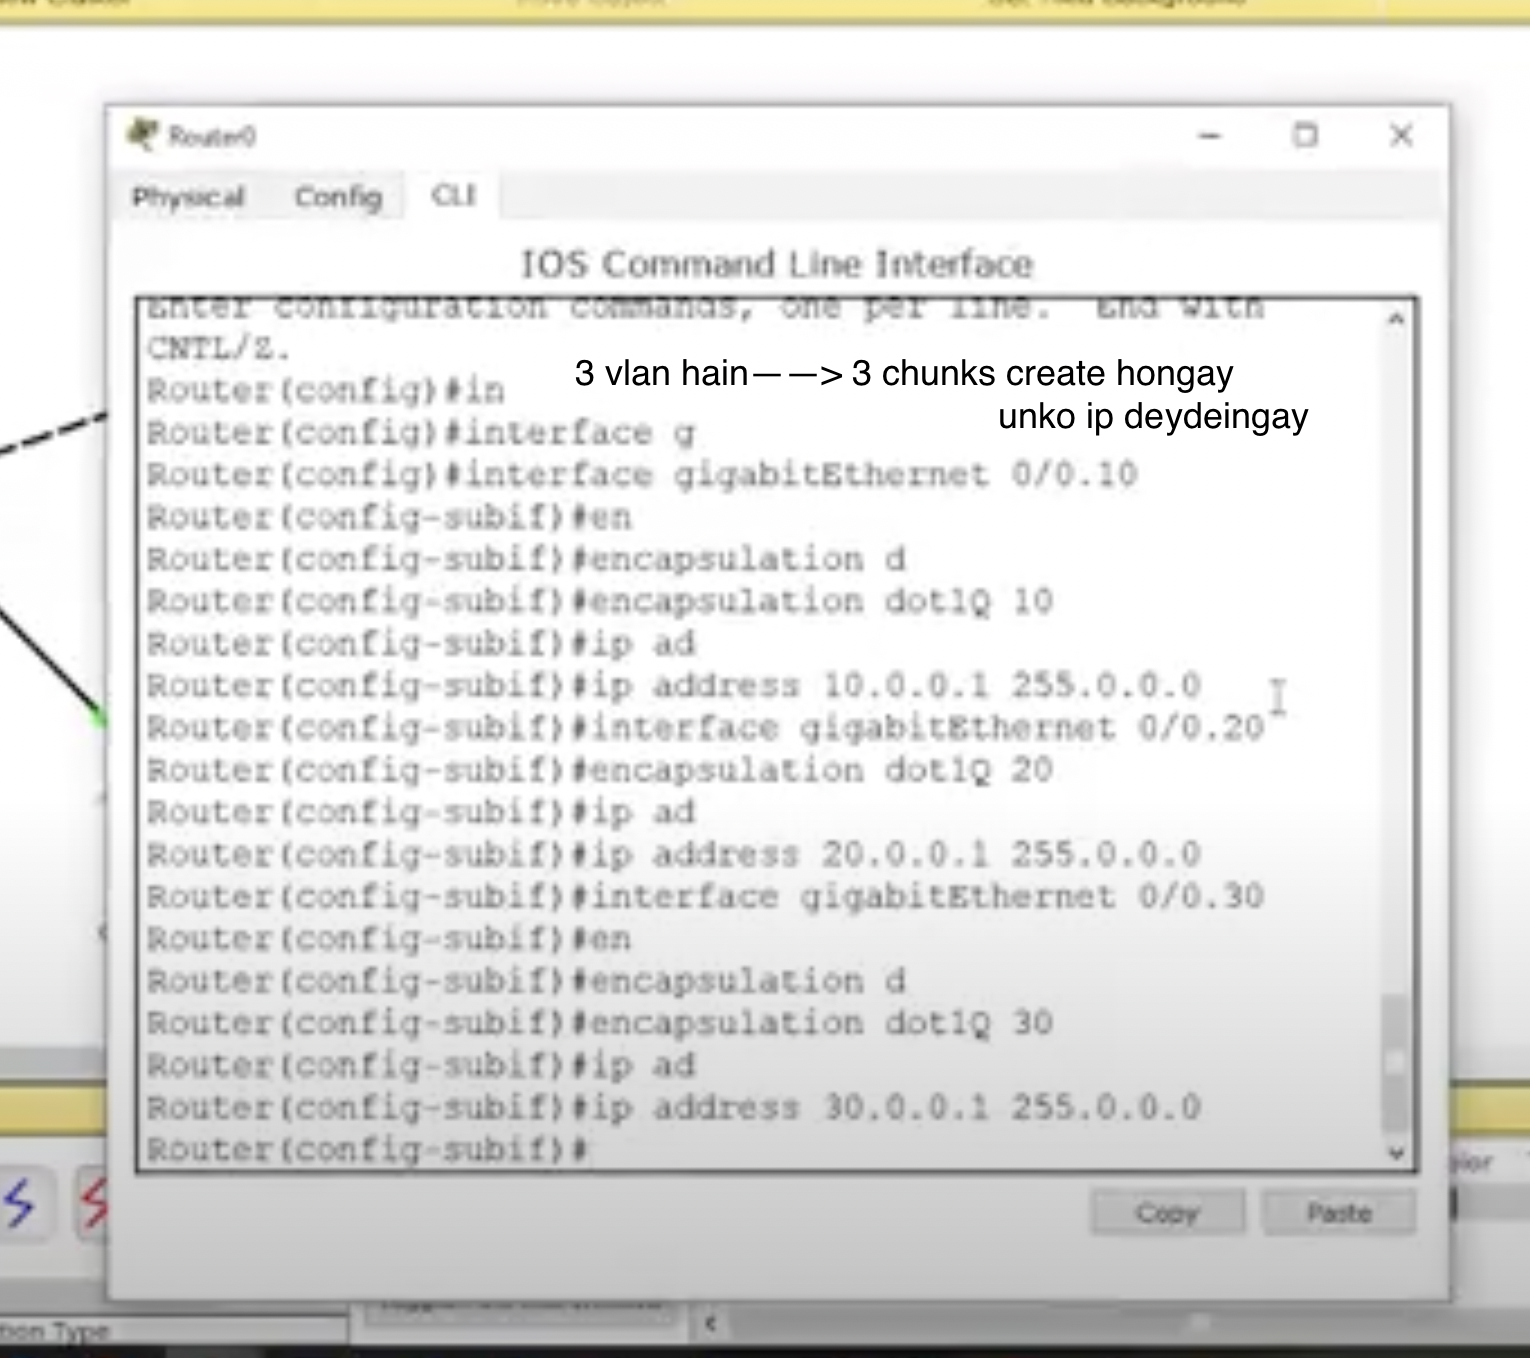 Router0
Physical Config CLI
IOS Command Line Interface
Enter configuration commands, one per line. End with
CNTL/Z.
3 vlan hain——> 3 chunks create hongay
Router(config)#in
unko ip deydeingay
Router(config)#interface g
Router(config)#interface gigabitEthernet 0/0.10
Router(config-subif)#en
Router(config-subif)#encapsulation d
Router(config-subif)#encapsulation dot1Q 10
Router(config-subif)#ip ad
Router(config-subif)#ip address 10.0.0.1 255.0.0.0
Router(config-subif)#interface gigabitEthernet 0/0.20
Router(config-subif)#encapsulation dot1Q 20
Router(config-subif)#ip ad
Router(config-subif)#ip address 20.0.0.1 255.0.0.0
Router(config-subif)#interface gigabitEthernet 0/0.30
Router(config-subif)#en
Router(config-subif)#encapsulation d
Router(config-subif)#encapsulation dot1Q 30
Router(config-subif)#ip ad
Router(config-subif)#ip address 30.0.0.1 255.0.0.0
Router(config-subif)#
Copy Paste
tion Type